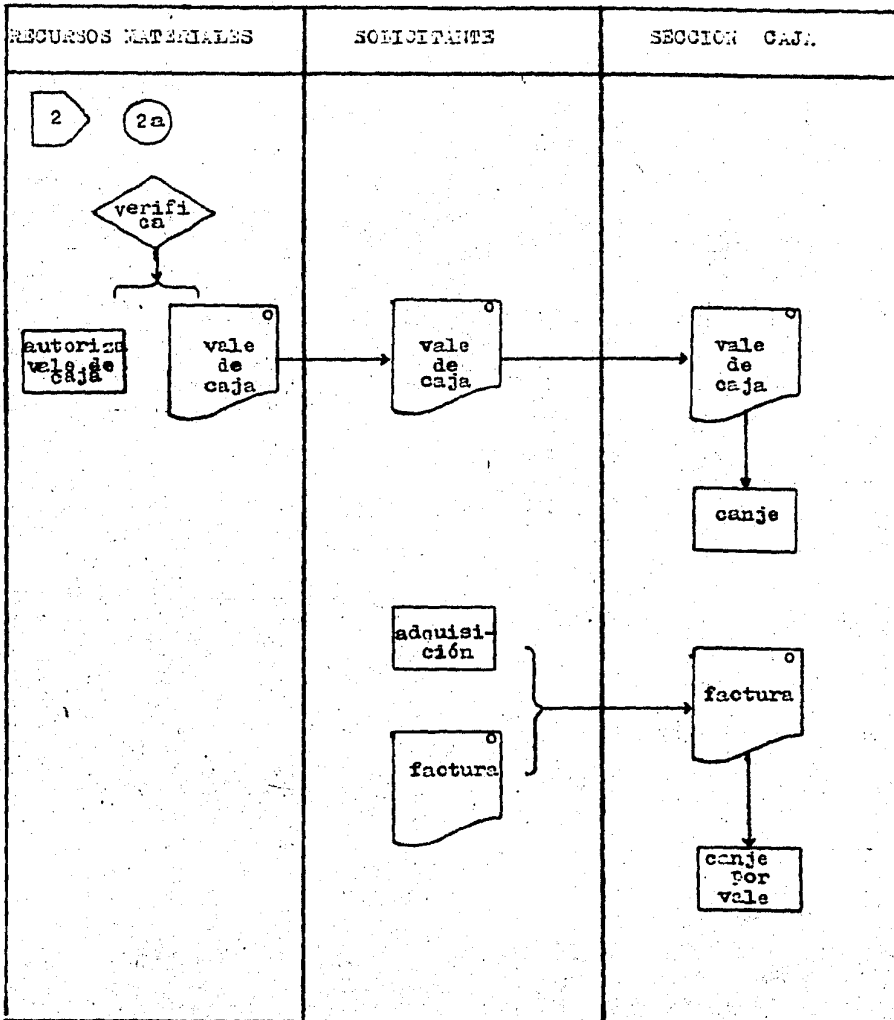 RECURSOS MATERIALES
SOLICITANTE
SECCION CAJA
2
2a
verifi
ca
autoriza
vale de
caja
vale
de
caja
vale
de
caja
vale
de
caja
canje
adquisi-
ción
factura
factura
canje
por
vale